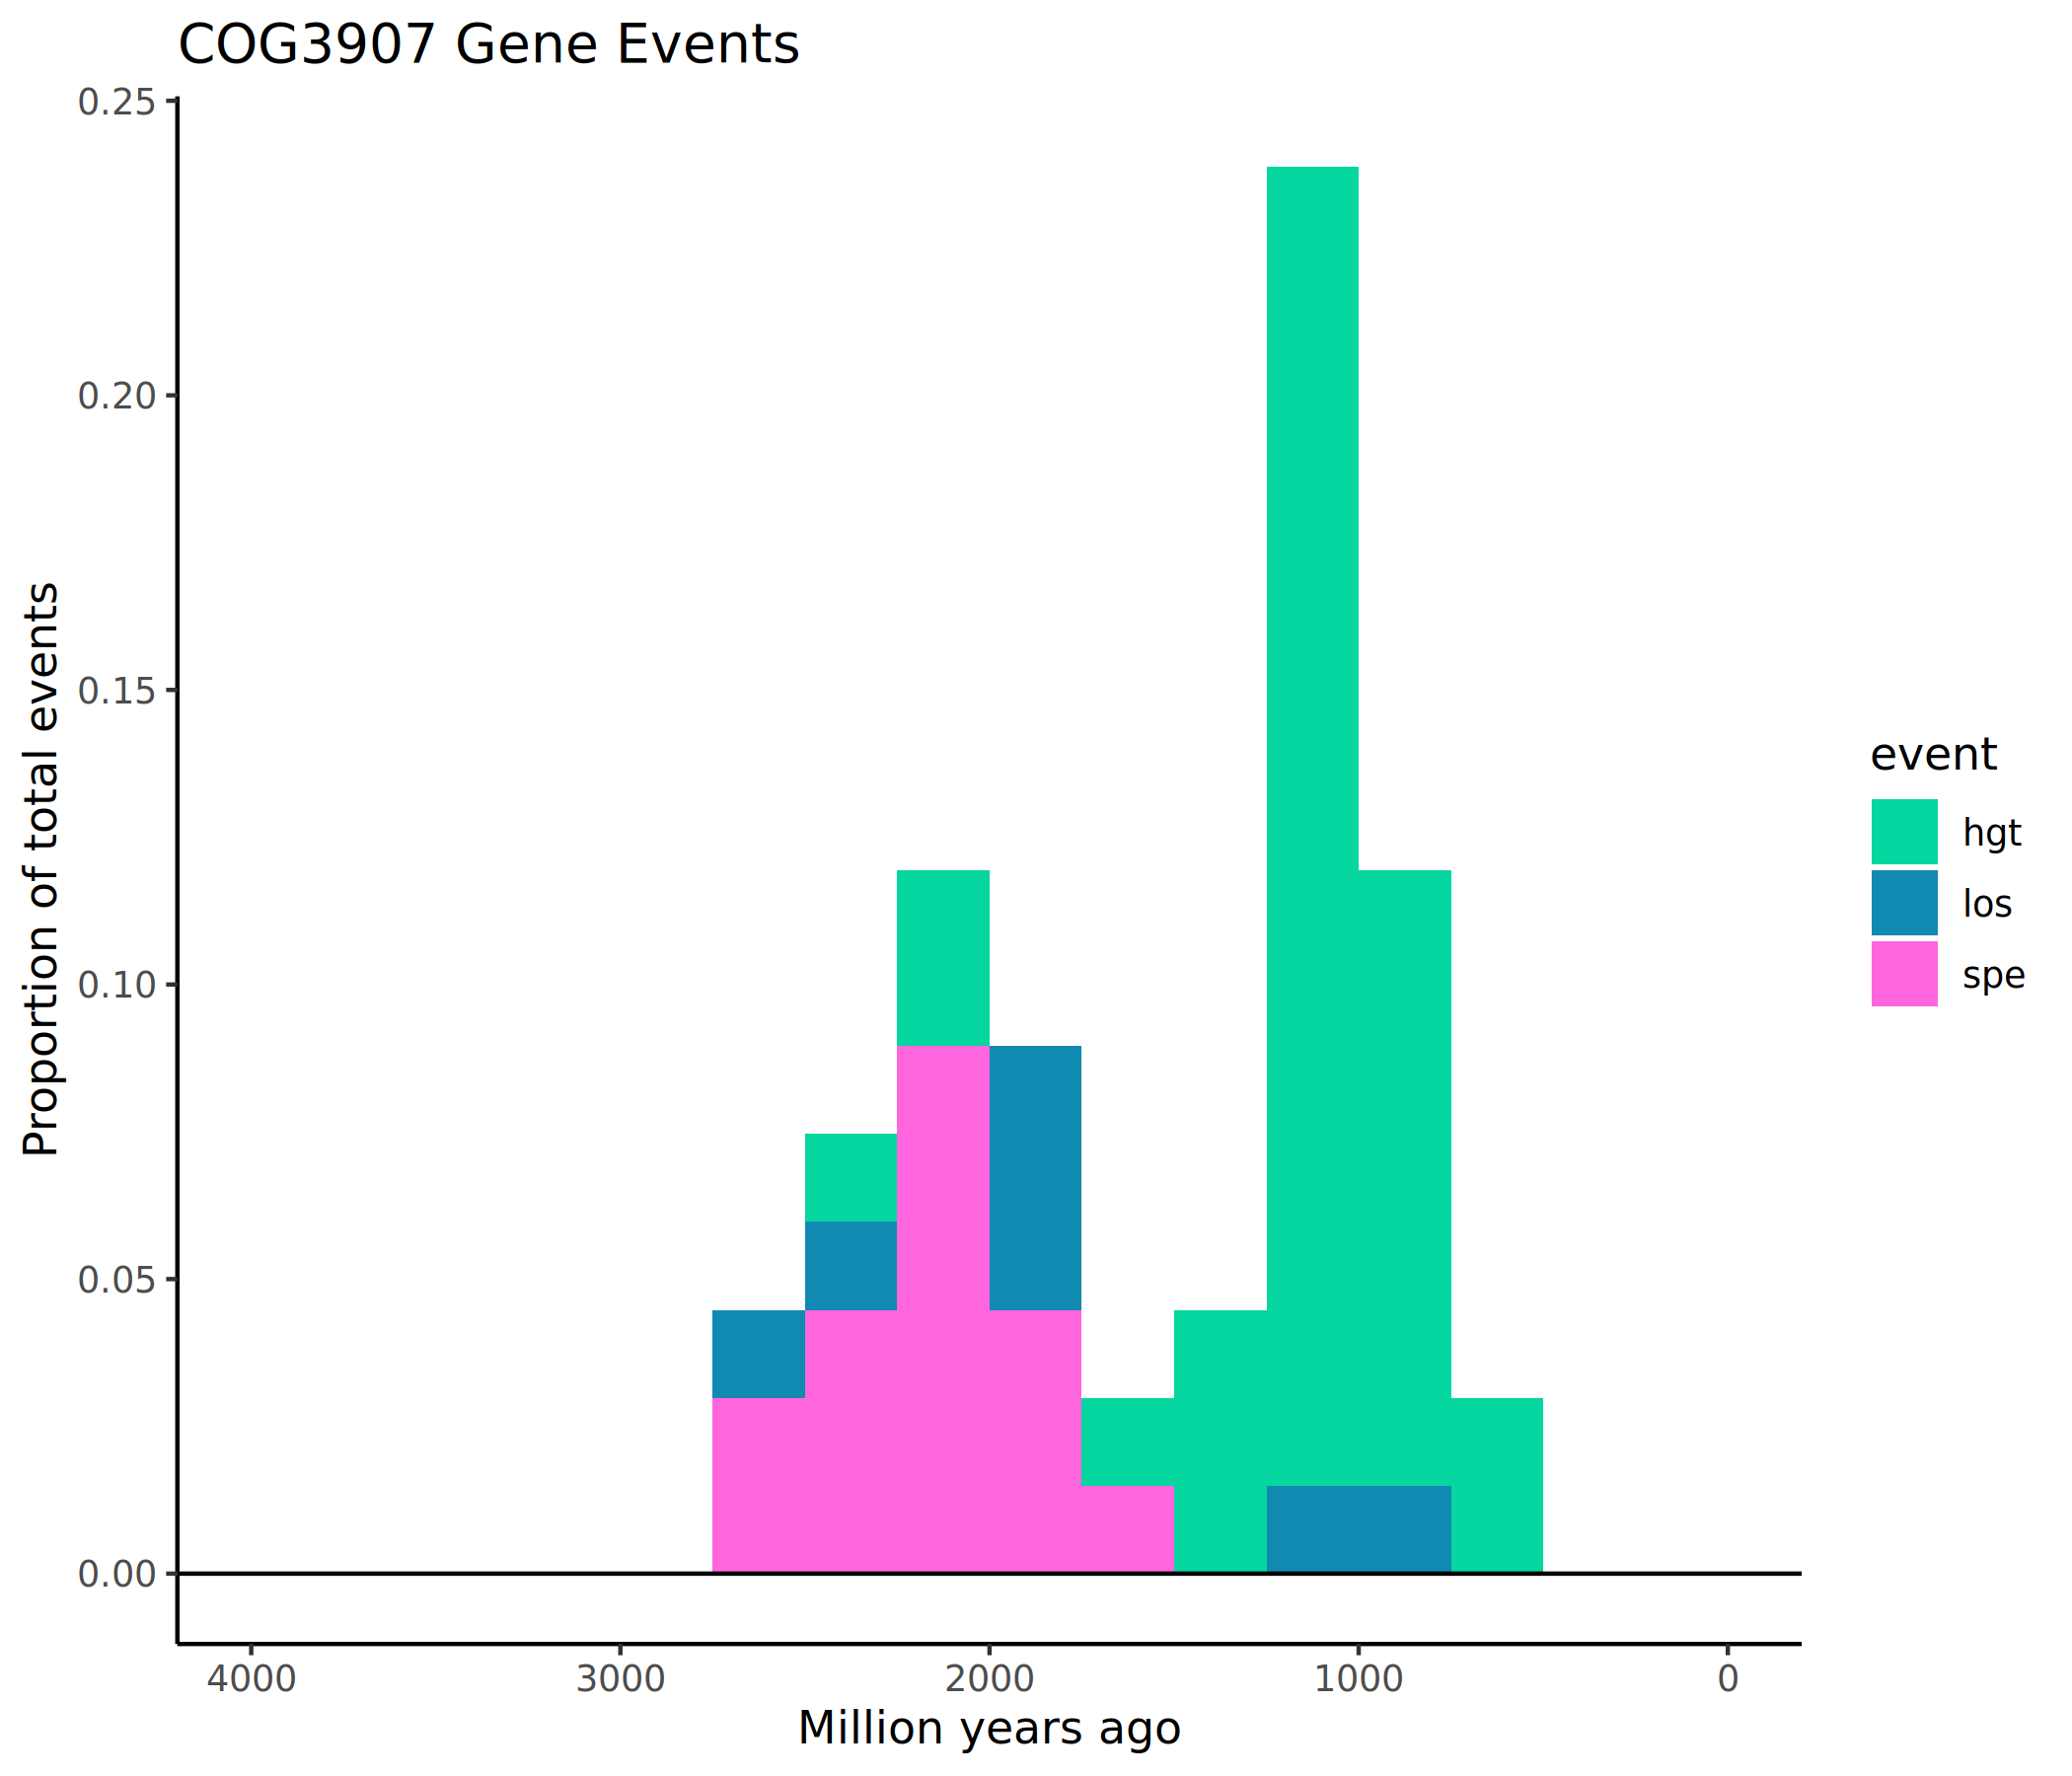 COG3907 Gene Events
Proportion of total events
0.25
0.20
0.15
0.10
0.05
0.00
4000 3000 2000 1000 0
Million years ago
event
hgt
los
spe